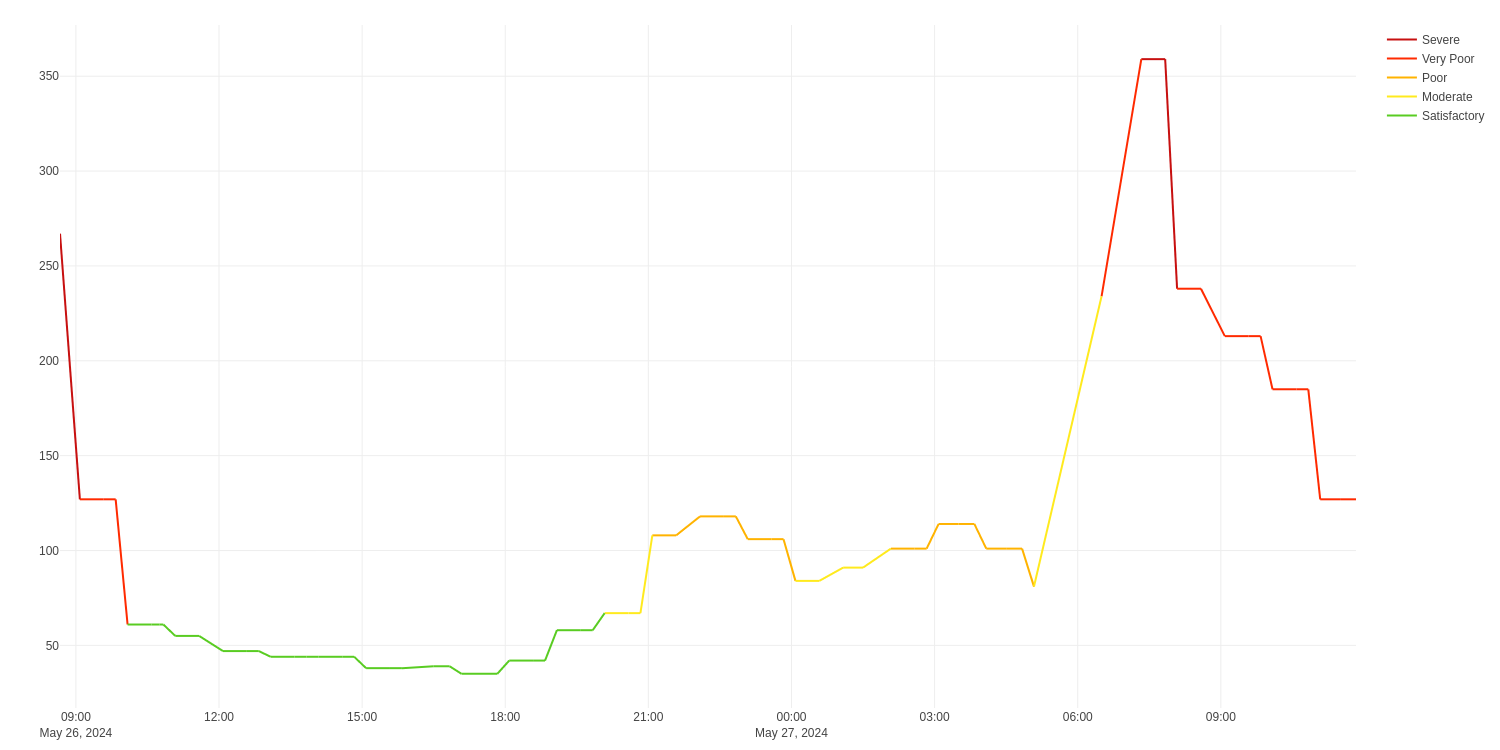 350
300
250
200
150
100
50
09:00
May 26, 2024
12:00
15:00
18:00
21:00
00:00
May 27, 2024
03:00
06:00
09:00
Severe
Very Poor
Poor
Moderate
Satisfactory